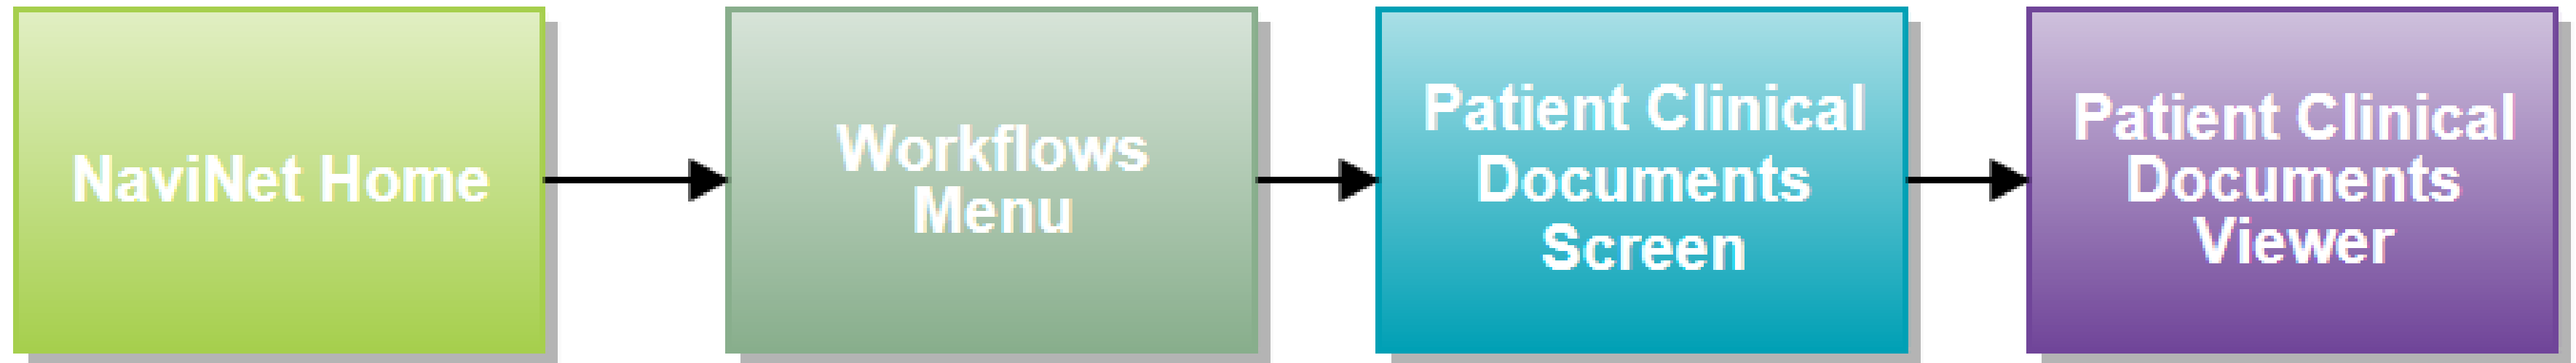 NaviNet Home
Workflows
Menu
Patient Clinical
Documents
Screen
Patient Clinical
Documents
Viewer